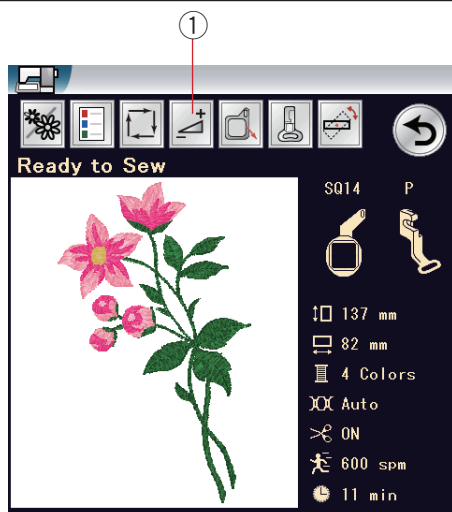 ①
Ready to Sew
SQ14 P
137 mm
82 mm
4 Colors
Auto
ON
600 spm
11 min